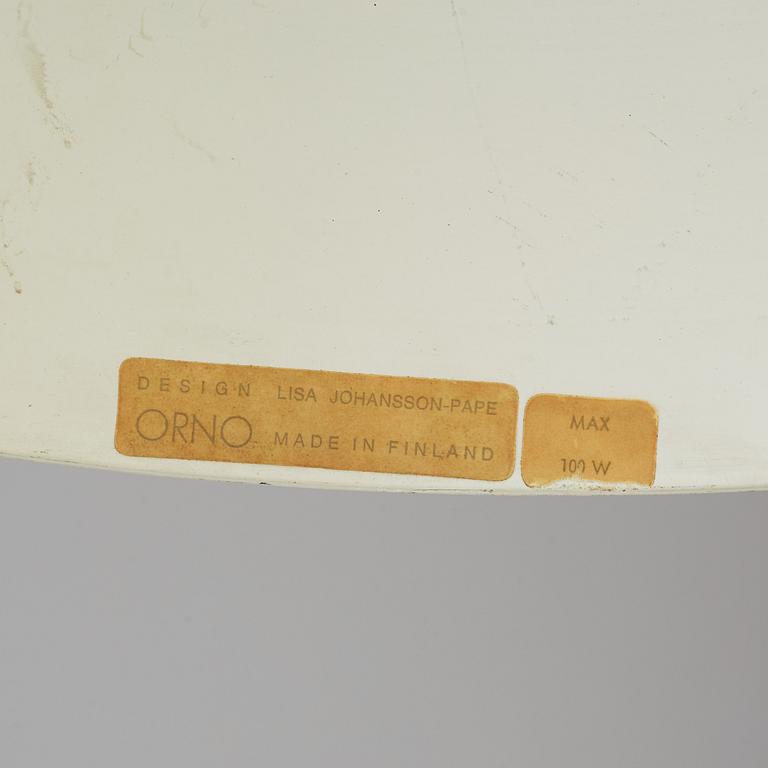 DESIGN LISA JOHANSSON-PAPE
ORNO MADE IN FINLAND
MAX
100 W